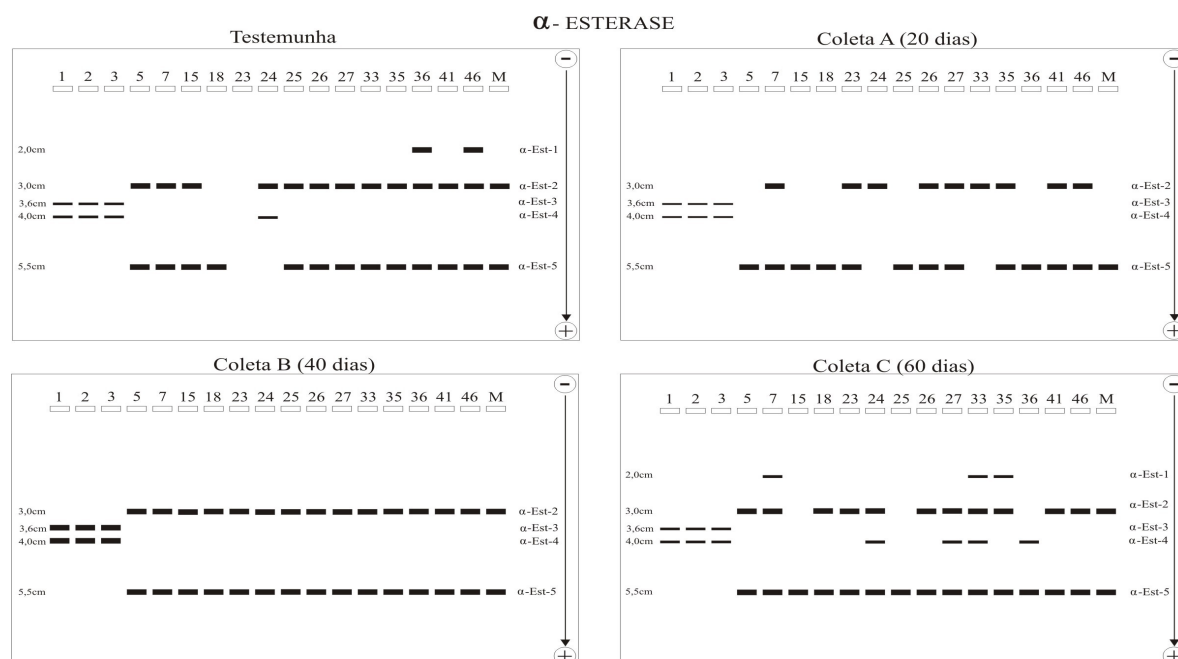 α- ESTERASE
Testemunha
−
1 2 3 5 7 15 18 23 24 25 26 27 33 35 36 41 46 M
2,0cm α-Est-1
3,0cm α-Est-2
3,6cm α-Est-3
4,0cm α-Est-4
5,5cm α-Est-5
+
Coleta A (20 dias)
−
1 2 3 5 7 15 18 23 24 25 26 27 33 35 36 41 46 M
3,0cm α-Est-2
3,6cm α-Est-3
4,0cm α-Est-4
5,5cm α-Est-5
+
Coleta B (40 dias)
−
1 2 3 5 7 15 18 23 24 25 26 27 33 35 36 41 46 M
3,0cm α-Est-2
3,6cm α-Est-3
4,0cm α-Est-4
5,5cm α-Est-5
+
Coleta C (60 dias)
−
1 2 3 5 7 15 18 23 24 25 26 27 33 35 36 41 46 M
2,0cm α-Est-1
3,0cm α-Est-2
3,6cm α-Est-3
4,0cm α-Est-4
5,5cm α-Est-5
+